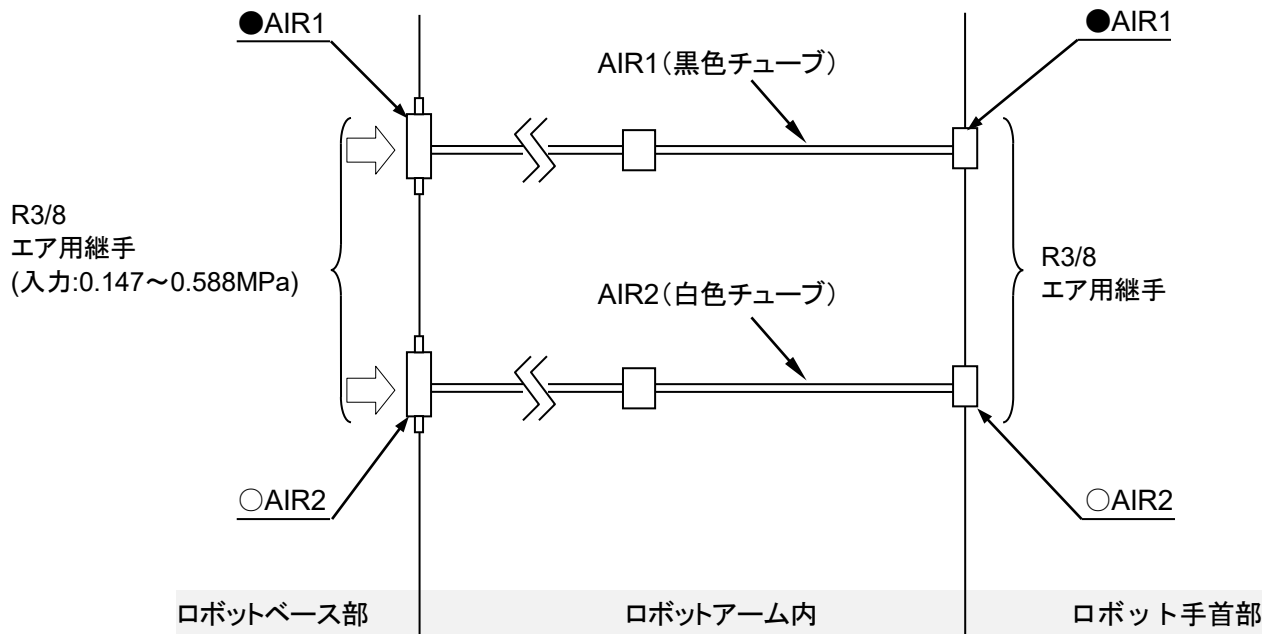 ●AIR1
●AIR1
AIR1（黒色チューブ）
R3/8
エア用継手
(入力:0.147～0.588MPa)
R3/8
エア用継手
AIR2（白色チューブ）
○AIR2
○AIR2
ロボットベース部
ロボットアーム内
ロボット手首部